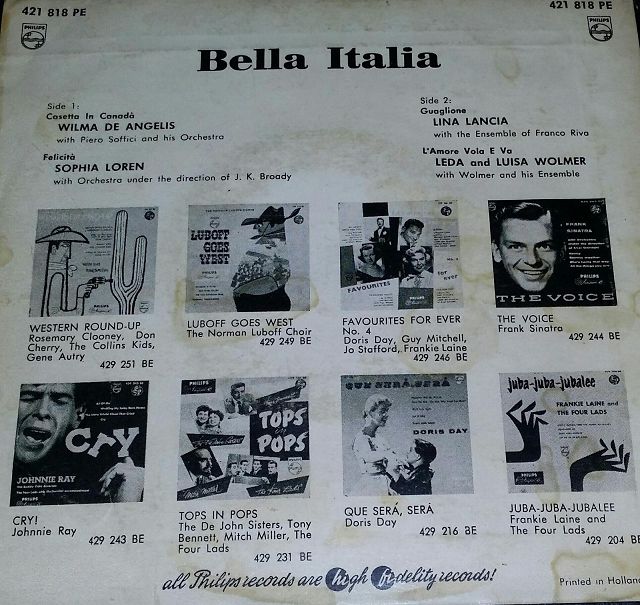 421 818 PE
421 818 PE
PHILIPS
PHILIPS
Bella Italia
Side 1:
Casetta In Canadà
WILMA DE ANGELIS
with Piero Soffici and his Orchestra
Felicità
SOPHIA LOREN
with Orchestra under the direction of J. K. Broady
Side 2:
Guaglione
LINA LANCIA
with the Ensemble of Franco Riva
L'Amore Vola E Va
LEDA and LUISA WOLMER
with Wolmer and his Ensemble
LUBOFF
GOES
WEST
FAVOURITES
for
ever
FRANK
SINATRA
THE VOICE
WESTERN ROUND-UP
Rosemary Clooney, Don
Cherry, The Collins Kids,
Gene Autry
429 251 BE
LUBOFF GOES WEST
The Norman Luboff Choir
429 249 BE
FAVOURITES FOR EVER
No. 4
Doris Day, Guy Mitchell,
Jo Stafford, Frankie Laine
429 246 BE
THE VOICE
Frank Sinatra
429 244 BE
Cry
JOHNNIE RAY
PHILIPS
TOPS
in
POPS
QUE SERÁ, SERÁ
DORIS DAY
juba-juba-jubalee
FRANKIE LAINE and
THE FOUR LADS
CRY!
Johnnie Ray
429 243 BE
TOPS IN POPS
The De John Sisters, Tony
Bennett, Mitch Miller, The
Four Lads
429 231 BE
QUE SERÁ, SERÁ
Doris Day
429 216 BE
JUBA-JUBA-JUBALEE
Frankie Laine and
The Four Lads
429 204 BE
all Philips records are high fidelity records!
Printed in Holland